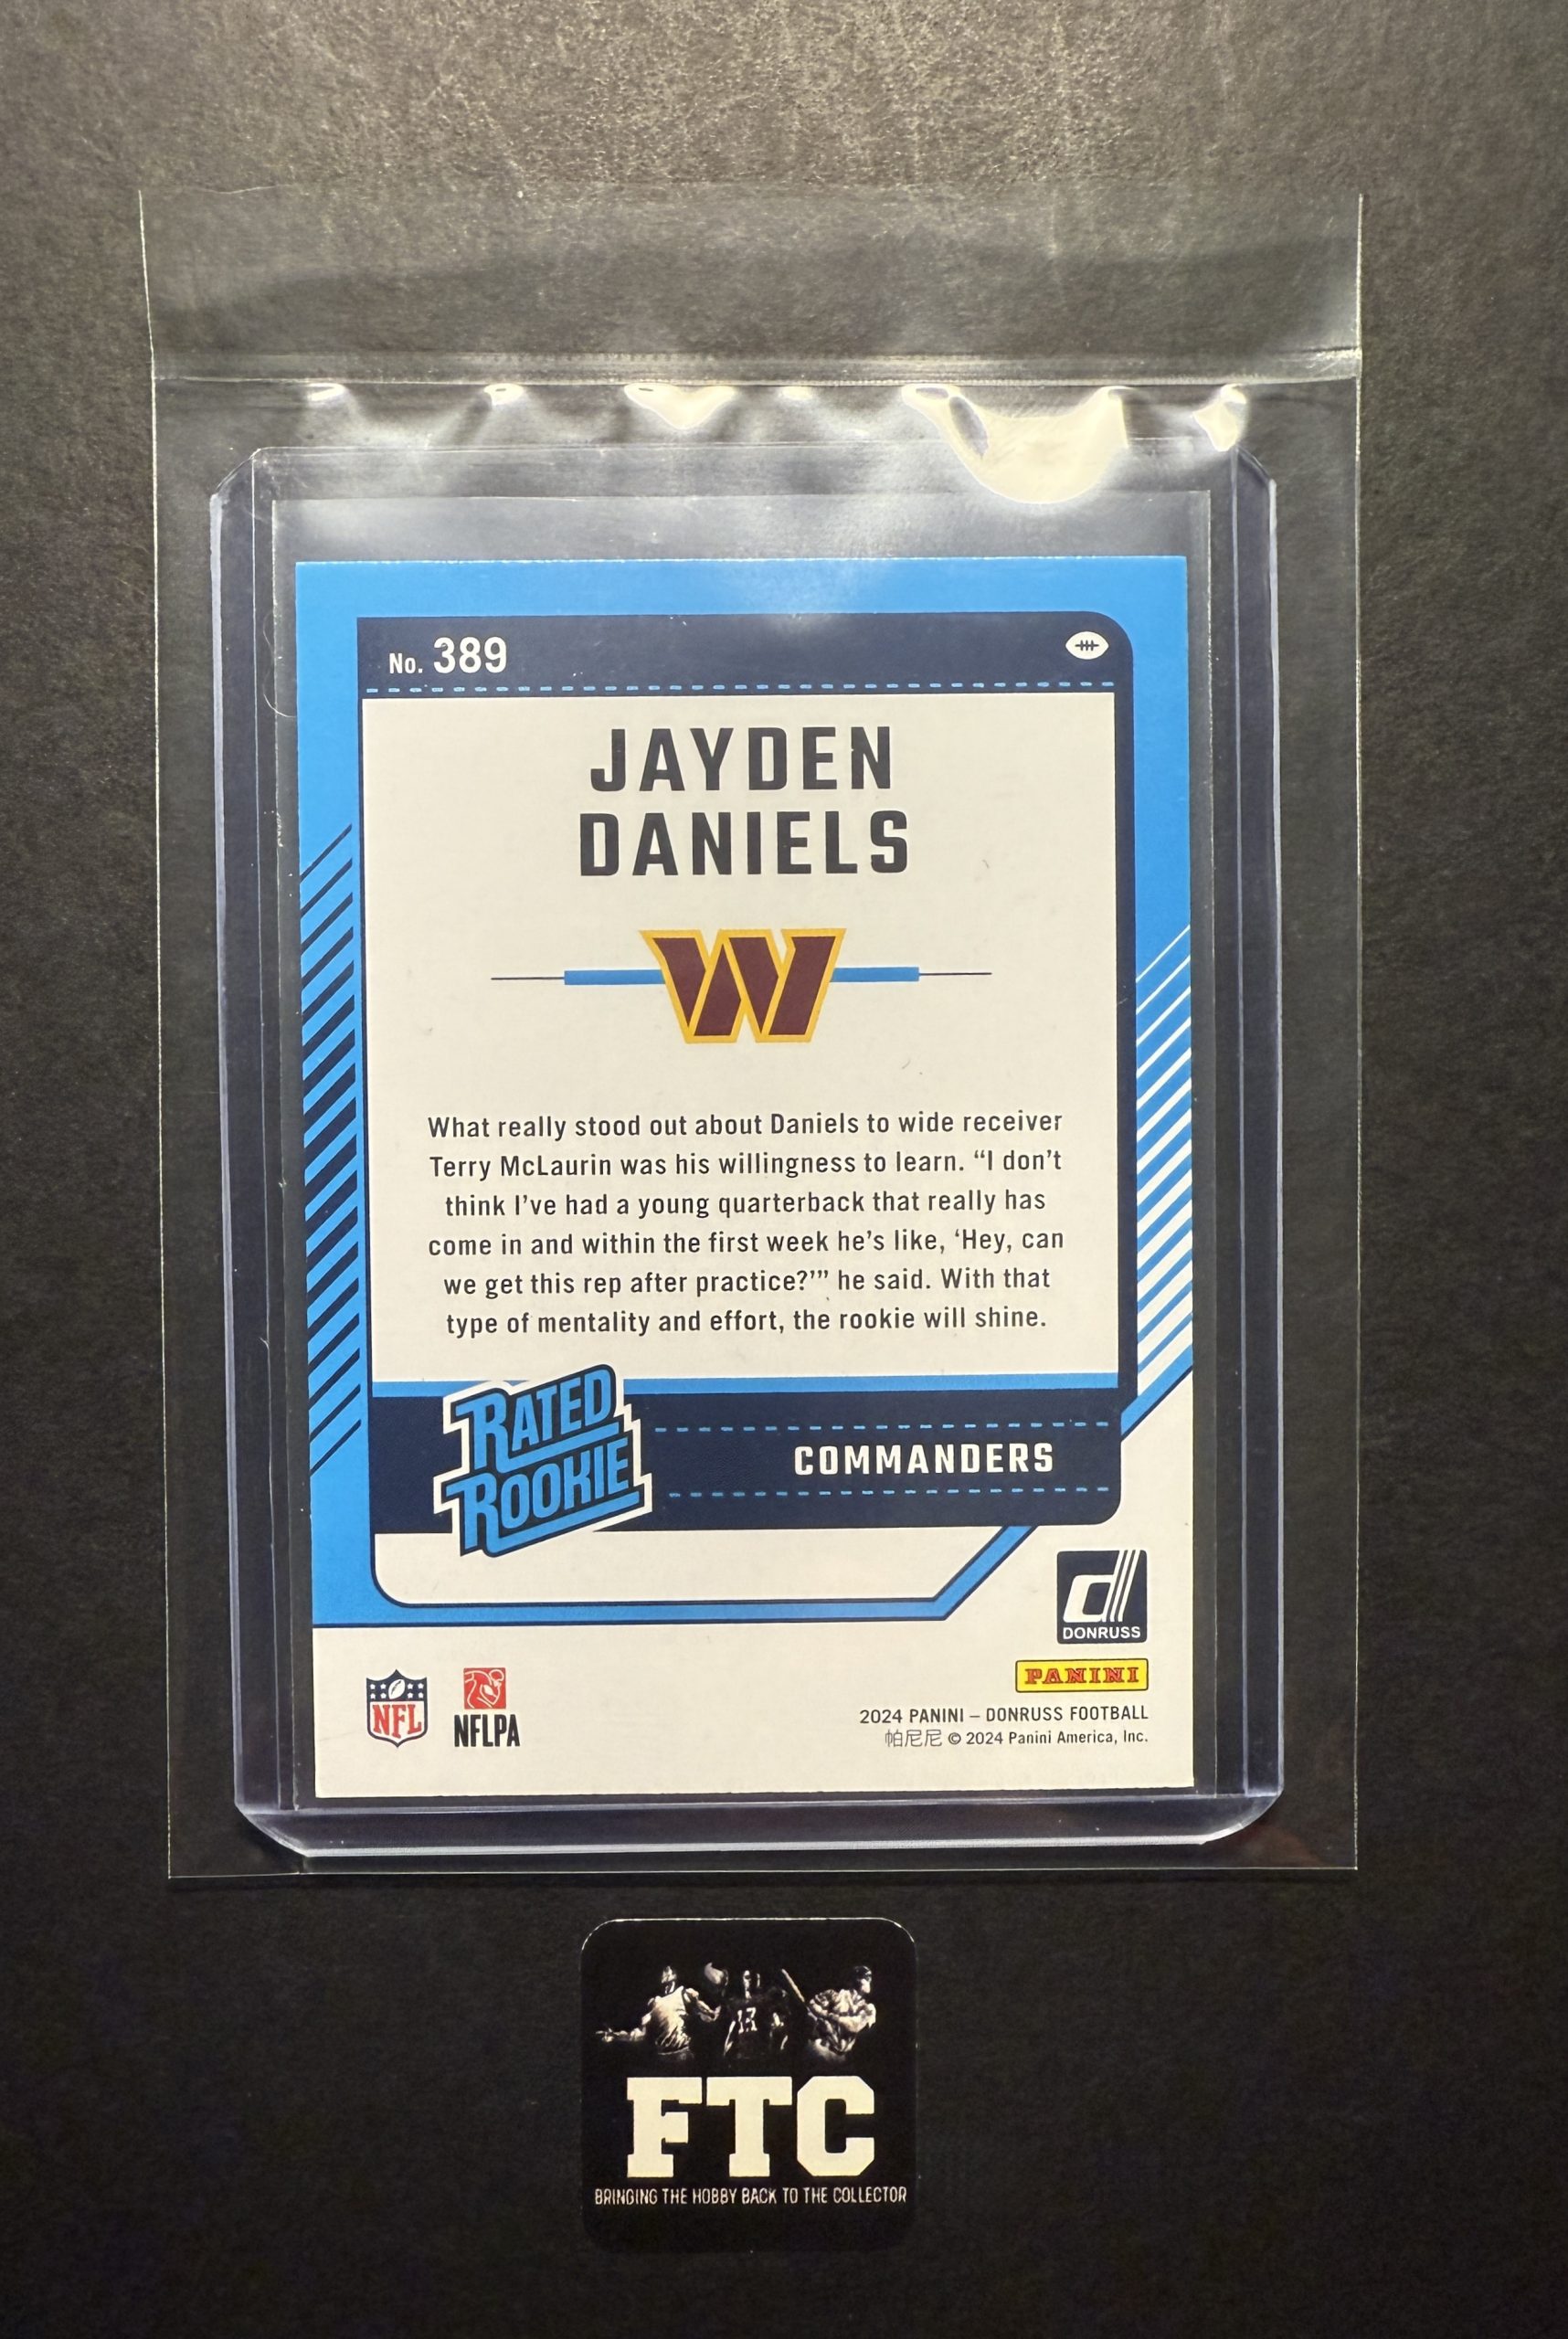 No. 389
JAYDEN
DANIELS
W
What really stood out about Daniels to wide receiver
Terry McLaurin was his willingness to learn. “I don’t
think I’ve had a young quarterback that really has
come in and within the first week he’s like, ‘Hey, can
we get this rep after practice?’” he said. With that
type of mentality and effort, the rookie will shine.
RATED
ROOKIE
COMMANDERS
d
DONRUSS
PANINI
NFL
NFLPA
2024 PANINI – DONRUSS FOOTBALL
帕尼尼 © 2024 Panini America, Inc.
13
FTC
BRINGING THE HOBBY BACK TO THE COLLECTOR